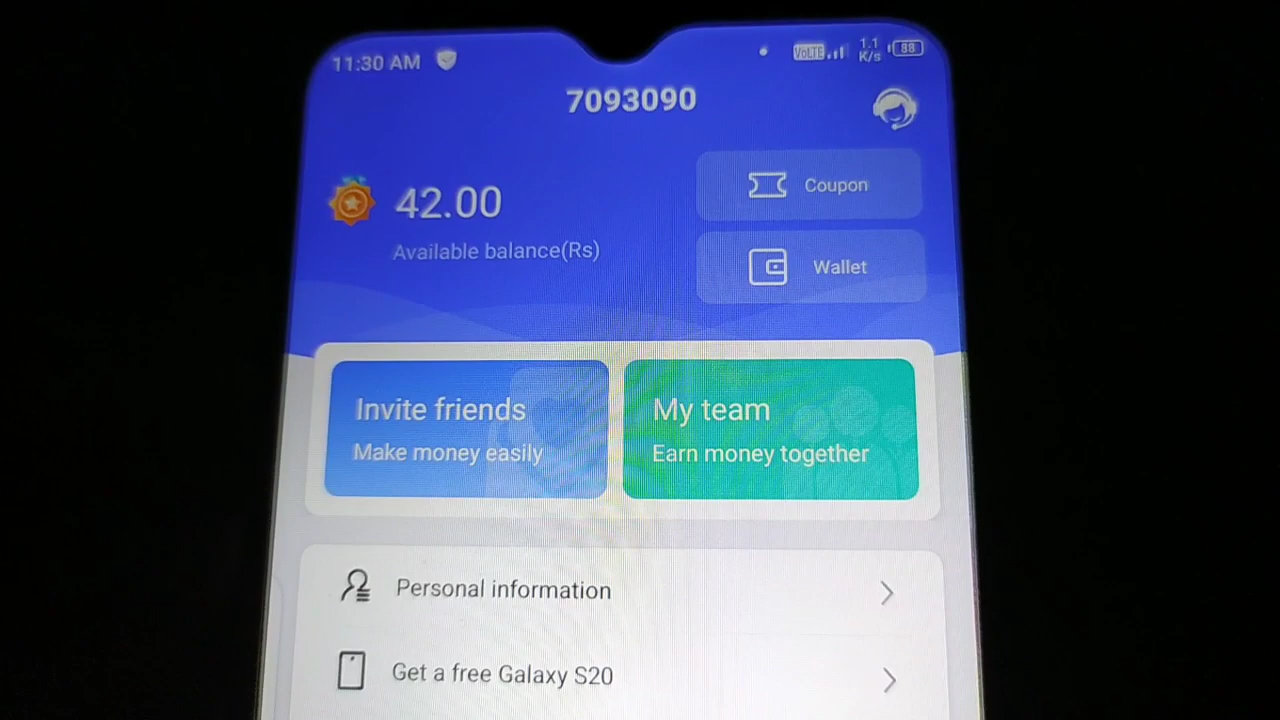 11:30 AM
VoLTE 1.1 K/s 88
7093090
42.00
Available balance(Rs)
Coupon
Wallet
Invite friends
Make money easily
My team
Earn money together
Personal information
Get a free Galaxy S20